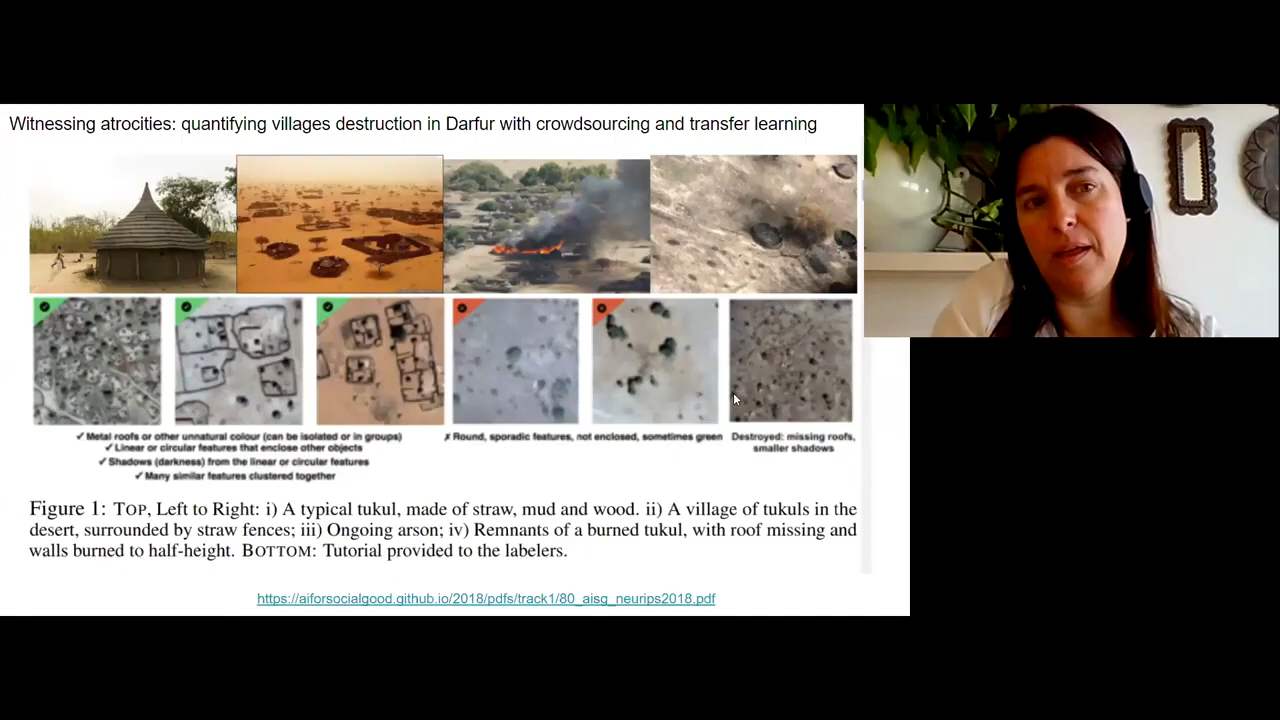 Witnessing atrocities: quantifying villages destruction in Darfur with crowdsourcing and transfer learning
✓ Metal roofs or other unnatural colour (can be isolated or in groups)
✓ Linear or circular features that enclose other objects
✓ Shadows (darkness) from the linear or circular features
✓ Many similar features clustered together
✗ Round, sporadic features, not enclosed, sometimes green
Destroyed: missing roofs,
smaller shadows
Figure 1: TOP, Left to Right: i) A typical tukul, made of straw, mud and wood. ii) A village of tukuls in the
desert, surrounded by straw fences; iii) Ongoing arson; iv) Remnants of a burned tukul, with roof missing and
walls burned to half-height. BOTTOM: Tutorial provided to the labelers.
https://aiforsocialgood.github.io/2018/pdfs/track1/80_aisg_neurips2018.pdf